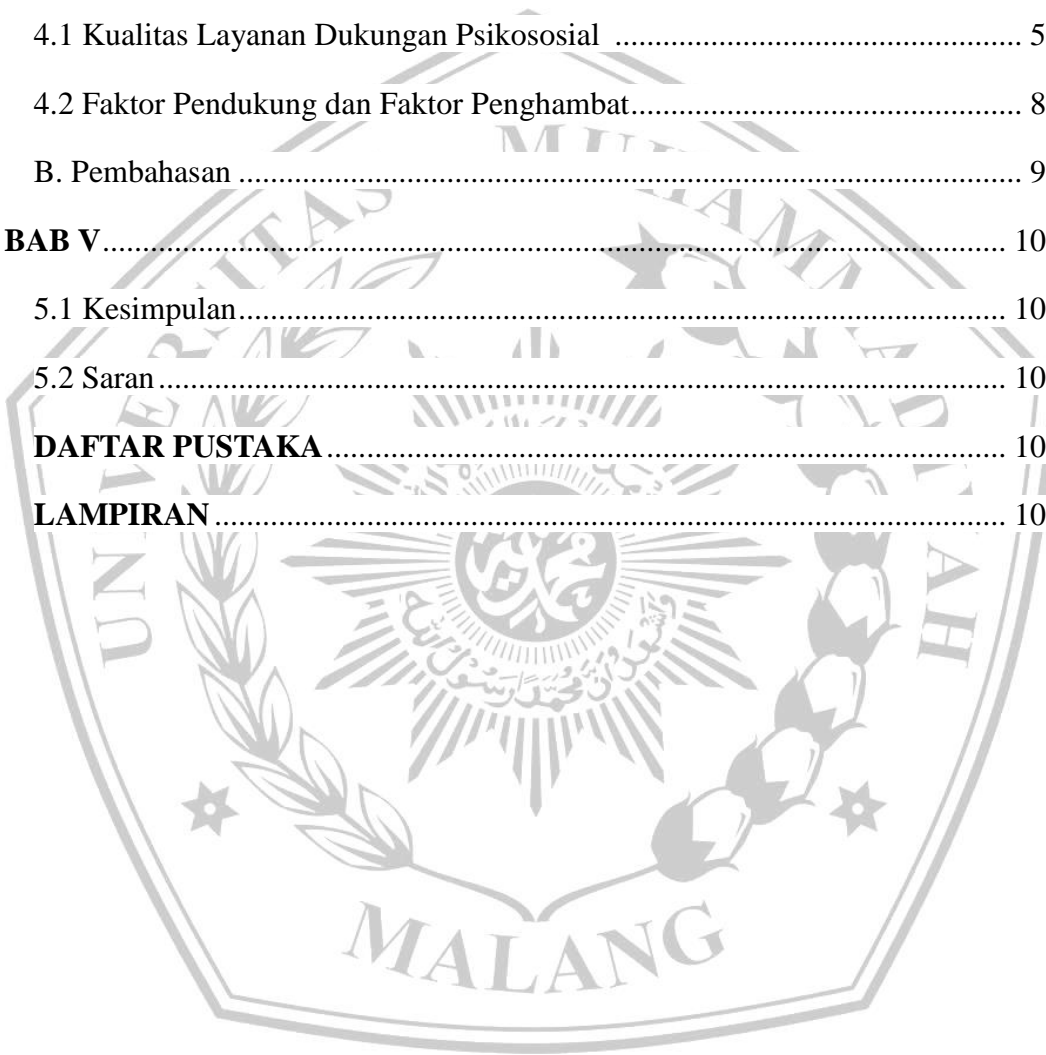 4.1 Kualitas Layanan Dukungan Psikososial ................................................... 5
4.2 Faktor Pendukung dan Faktor Penghambat................................................. 8
B. Pembahasan .................................................................................................. 9
BAB V.................................................................................................................. 10
5.1 Kesimpulan................................................................................................ 10
5.2 Saran .......................................................................................................... 10
DAFTAR PUSTAKA ..................................................................................... 10
LAMPIRAN ................................................................................................... 10
MALANG